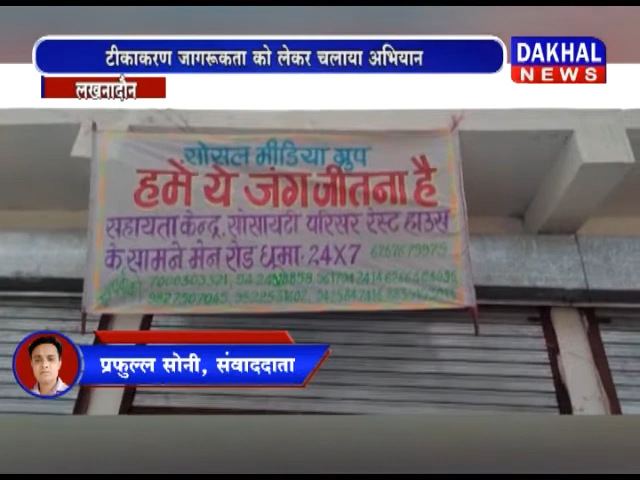 टीकाकरण जागरूकता को लेकर चलाया अभियान
DAKHAL
NEWS
लखनादौन
सोसल मीडिया ग्रुप
हमें ये जंग जीतना है
सहायता केन्द्र, सोसायटी परिसर रेस्ट हाउस
के सामने मेन रोड धूमा. 24X7
प्रफुल्ल सोनी, संवाददाता